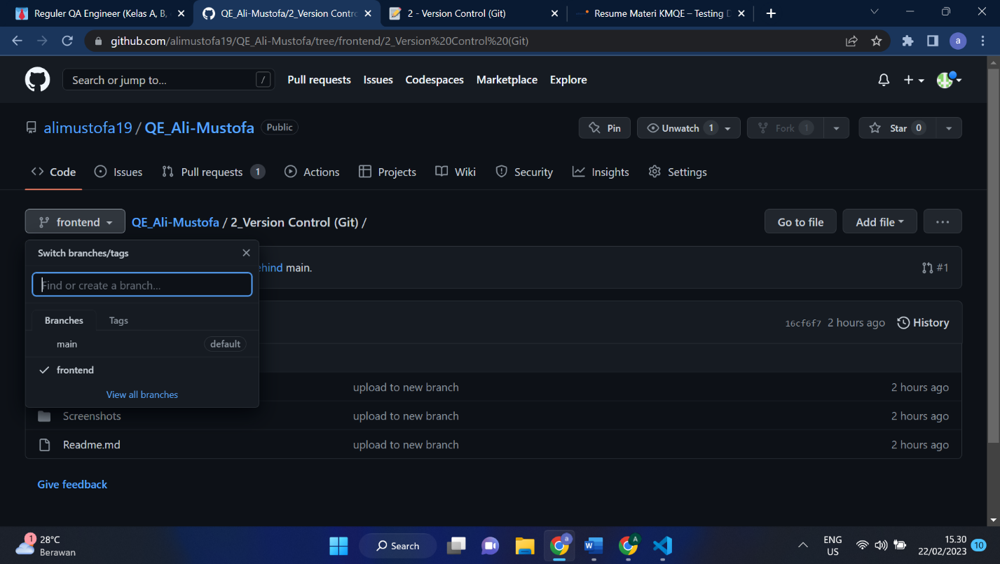 Reguler QA Engineer (Kelas A, B,
QE_Ali-Mustofa/2_Version Contro
2 - Version Control (Git)
Resume Materi KMQE – Testing D
github.com/alimustofa19/QE_Ali-Mustofa/tree/frontend/2_Version%20Control%20(Git)
a
Search or jump to...
/
Pull requests
Issues
Codespaces
Marketplace
Explore
alimustofa19 / QE_Ali-Mustofa
Public
Pin
Unwatch 1
Fork 1
Star 0
Code
Issues
Pull requests 1
Actions
Projects
Wiki
Security
Insights
Settings
frontend
QE_Ali-Mustofa / 2_Version Control (Git) /
Go to file
Add file
Switch branches/tags
ehind main.
#1
Find or create a branch...
Branches
Tags
16cf6f7 2 hours ago
History
main
default
frontend
View all branches
upload to new branch
2 hours ago
Screenshots
upload to new branch
2 hours ago
Readme.md
upload to new branch
2 hours ago
Give feedback
1
28°C
Berawan
Search
a
W
A
ENG
US
15.30
22/02/2023
10